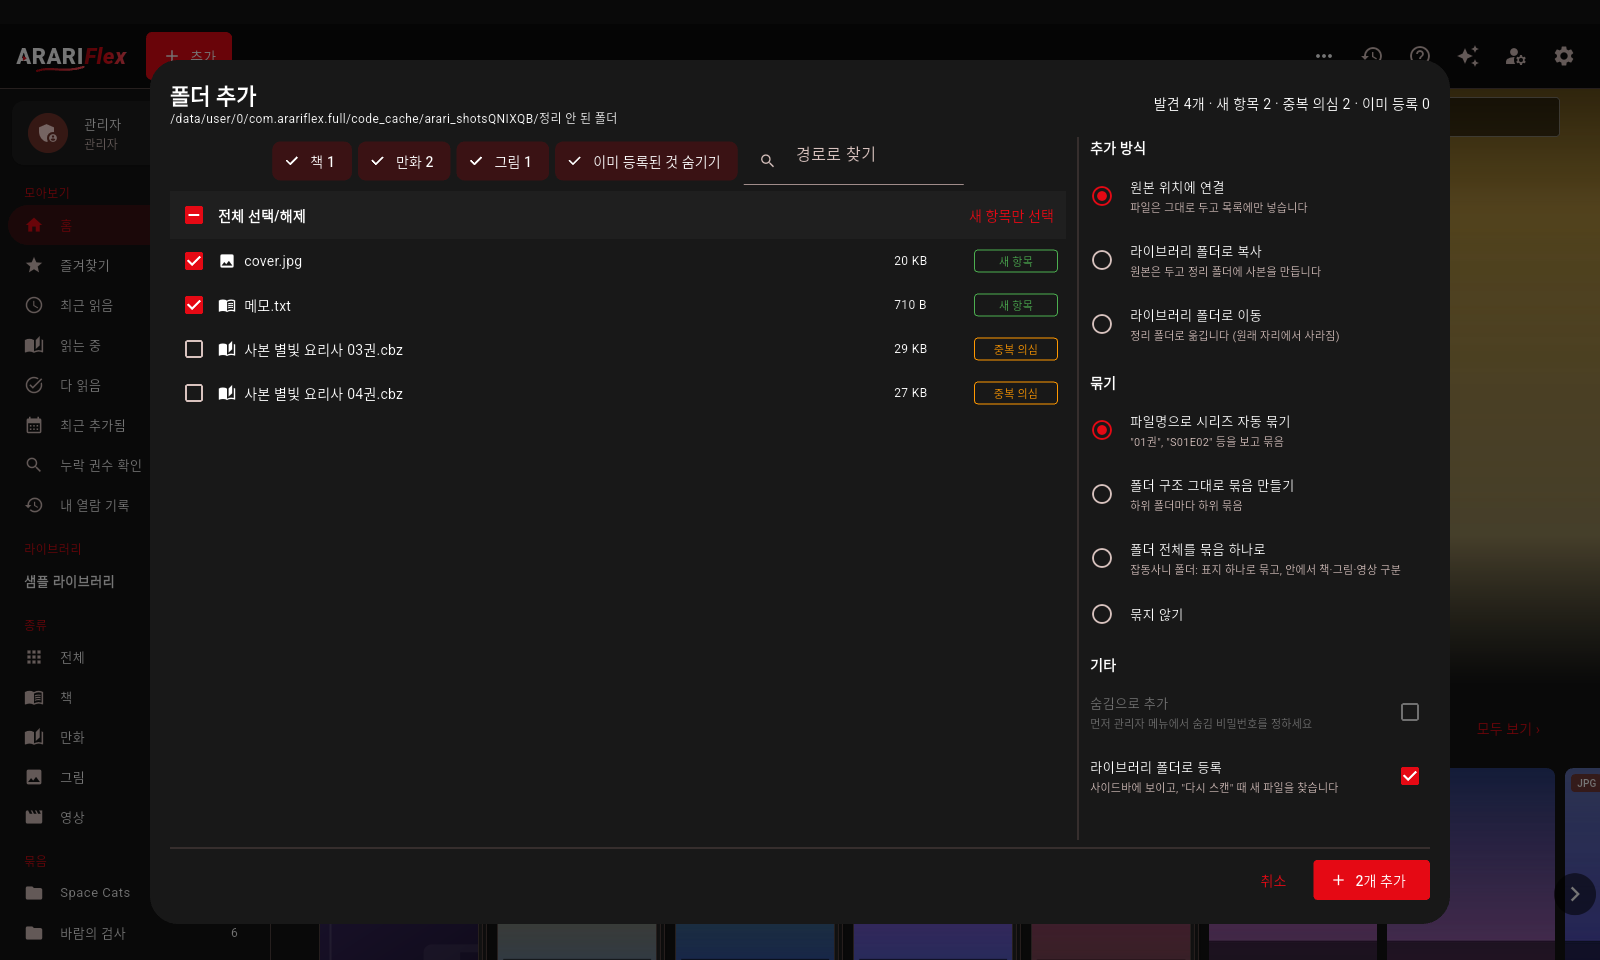 ARARIFlex
추가
폴더 추가
/data/user/0/com.arariflex.full/code_cache/arari_shotsQNIXQB/정리 안 된 폴더
발견 4개 · 새 항목 2 · 중복 의심 2 · 이미 등록 0
책 1
만화 2
그림 1
이미 등록된 것 숨기기
경로로 찾기
전체 선택/해제
새 항목만 선택
cover.jpg
20 KB
새 항목
메모.txt
710 B
새 항목
사본 별빛 요리사 03권.cbz
29 KB
중복 의심
사본 별빛 요리사 04권.cbz
27 KB
중복 의심
추가 방식
원본 위치에 연결
파일은 그대로 두고 목록에만 넣습니다
라이브러리 폴더로 복사
원본은 두고 정리 폴더에 사본을 만듭니다
라이브러리 폴더로 이동
정리 폴더로 옮깁니다 (원래 자리에서 사라짐)
묶기
파일명으로 시리즈 자동 묶기
"01권", "S01E02" 등을 보고 묶음
폴더 구조 그대로 묶음 만들기
하위 폴더마다 하위 묶음
폴더 전체를 묶음 하나로
잡동사니 폴더: 표지 하나로 묶고, 안에서 책·그림·영상 구분
묶지 않기
기타
숨김으로 추가
먼저 관리자 메뉴에서 숨김 비밀번호를 정하세요
라이브러리 폴더로 등록
사이드바에 보이고, "다시 스캔" 때 새 파일을 찾습니다
취소
2개 추가
관리자
관리자
모아보기
홈
즐겨찾기
최근 읽음
읽는 중
다 읽음
최근 추가됨
누락 권수 확인
내 열람 기록
라이브러리
샘플 라이브러리
종류
전체
책
만화
그림
영상
묶음
Space Cats
바람의 검사
6
모두 보기 ›
JPG